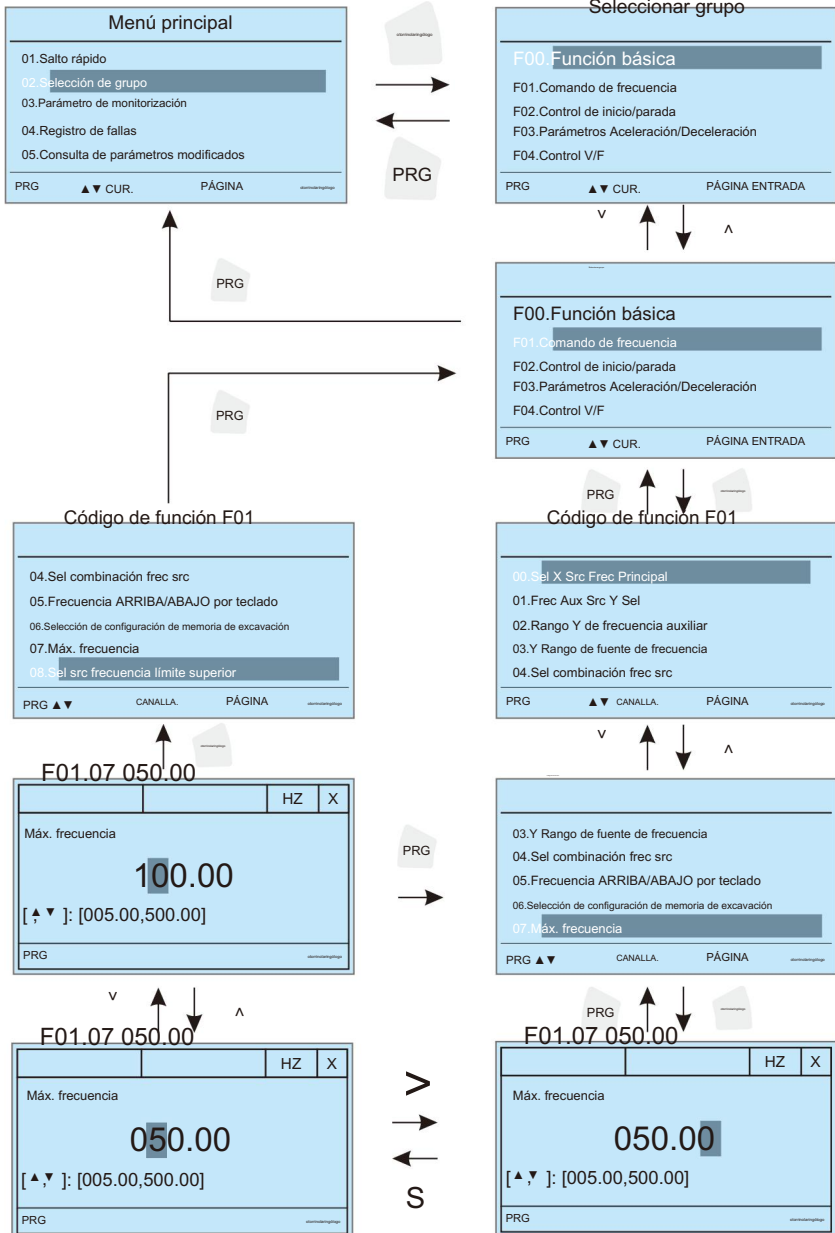 Menú principal
01.Salto rápido
02.Selección de grupo
03.Parámetro de monitorización
04.Registro de fallas
05.Consulta de parámetros modificados
PRG ▲▼ CUR. PÁGINA
PRG
Seleccionar grupo
F00.Función básica
F01.Comando de frecuencia
F02.Control de inicio/parada
F03.Parámetros Aceleración/Deceleración
F04.Control V/F
PRG ▲▼ CUR. PÁGINA ENTRADA
v ʌ
PRG
F00.Función básica
F01.Comando de frecuencia
F02.Control de inicio/parada
F03.Parámetros Aceleración/Deceleración
F04.Control V/F
PRG ▲▼ CUR. PÁGINA ENTRADA
PRG
PRG
Código de función F01
04.Sel combinación frec src
05.Frecuencia ARRIBA/ABAJO por teclado
06.Selección de configuración de memoria de excavación
07.Máx. frecuencia
08.Sel src frecuencia límite superior
PRG ▲▼ CANALLA. PÁGINA
Código de función F01
00.Sel X Src Frec Principal
01.Frec Aux Src Y Sel
02.Rango Y de frecuencia auxiliar
03.Y Rango de fuente de frecuencia
04.Sel combinación frec src
PRG ▲▼ CANALLA. PÁGINA
v ʌ
F01.07 050.00
HZ X
Máx. frecuencia
100.00
[▲,▼ ]: [005.00,500.00]
PRG
PRG
03.Y Rango de fuente de frecuencia
04.Sel combinación frec src
05.Frecuencia ARRIBA/ABAJO por teclado
06.Selección de configuración de memoria de excavación
07.Máx. frecuencia
PRG ▲▼ CANALLA. PÁGINA
v ʌ
PRG
F01.07 050.00
HZ X
Máx. frecuencia
050.00
[▲,▼ ]: [005.00,500.00]
PRG
>
S
F01.07 050.00
HZ X
Máx. frecuencia
050.00
[▲,▼ ]: [005.00,500.00]
PRG